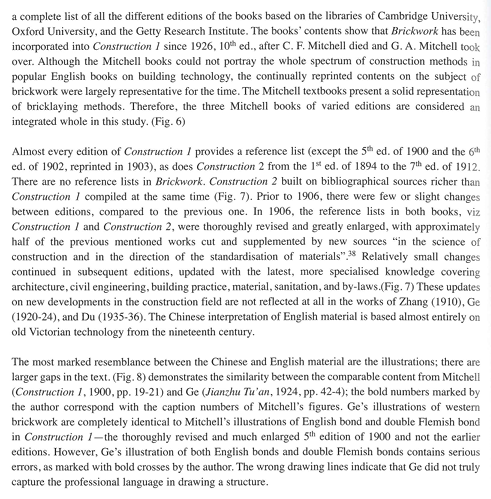 a complete list of all the different editions of the books based on the libraries of Cambridge University,
Oxford University, and the Getty Research Institute. The books' contents show that Brickwork has been
incorporated into Construction 1 since 1926, 10th ed., after C. F. Mitchell died and G. A. Mitchell took
over. Although the Mitchell books could not portray the whole spectrum of construction methods in
popular English books on building technology, the continually reprinted contents on the subject of
brickwork were largely representative for the time. The Mitchell textbooks present a solid representation
of bricklaying methods. Therefore, the three Mitchell books of varied editions are considered an
integrated whole in this study. (Fig. 6)
Almost every edition of Construction 1 provides a reference list (except the 5th ed. of 1900 and the 6th
ed. of 1902, reprinted in 1903), as does Construction 2 from the 1st ed. of 1894 to the 7th ed. of 1912.
There are no reference lists in Brickwork. Construction 2 built on bibliographical sources richer than
Construction 1 compiled at the same time (Fig. 7). Prior to 1906, there were few or slight changes
between editions, compared to the previous one. In 1906, the reference lists in both books, viz
Construction 1 and Construction 2, were thoroughly revised and greatly enlarged, with approximately
half of the previous mentioned works cut and supplemented by new sources “in the science of
construction and in the direction of the standardisation of materials”.38 Relatively small changes
continued in subsequent editions, updated with the latest, more specialised knowledge covering
architecture, civil engineering, building practice, material, sanitation, and by-laws.(Fig. 7) These updates
on new developments in the construction field are not reflected at all in the works of Zhang (1910), Ge
(1920-24), and Du (1935-36). The Chinese interpretation of English material is based almost entirely on
old Victorian technology from the nineteenth century.
The most marked resemblance between the Chinese and English material are the illustrations; there are
larger gaps in the text. (Fig. 8) demonstrates the similarity between the comparable content from Mitchell
(Construction 1, 1900, pp. 19-21) and Ge (Jianzhu Tu'an, 1924, pp. 42-4); the bold numbers marked by
the author correspond with the caption numbers of Mitchell's figures. Ge's illustrations of western
brickwork are completely identical to Mitchell's illustrations of English bond and double Flemish bond
in Construction 1—the thoroughly revised and much enlarged 5th edition of 1900 and not the earlier
editions. However, Ge's illustration of both English bonds and double Flemish bonds contains serious
errors, as marked with bold crosses by the author. The wrong drawing lines indicate that Ge did not truly
capture the professional language in drawing a structure.